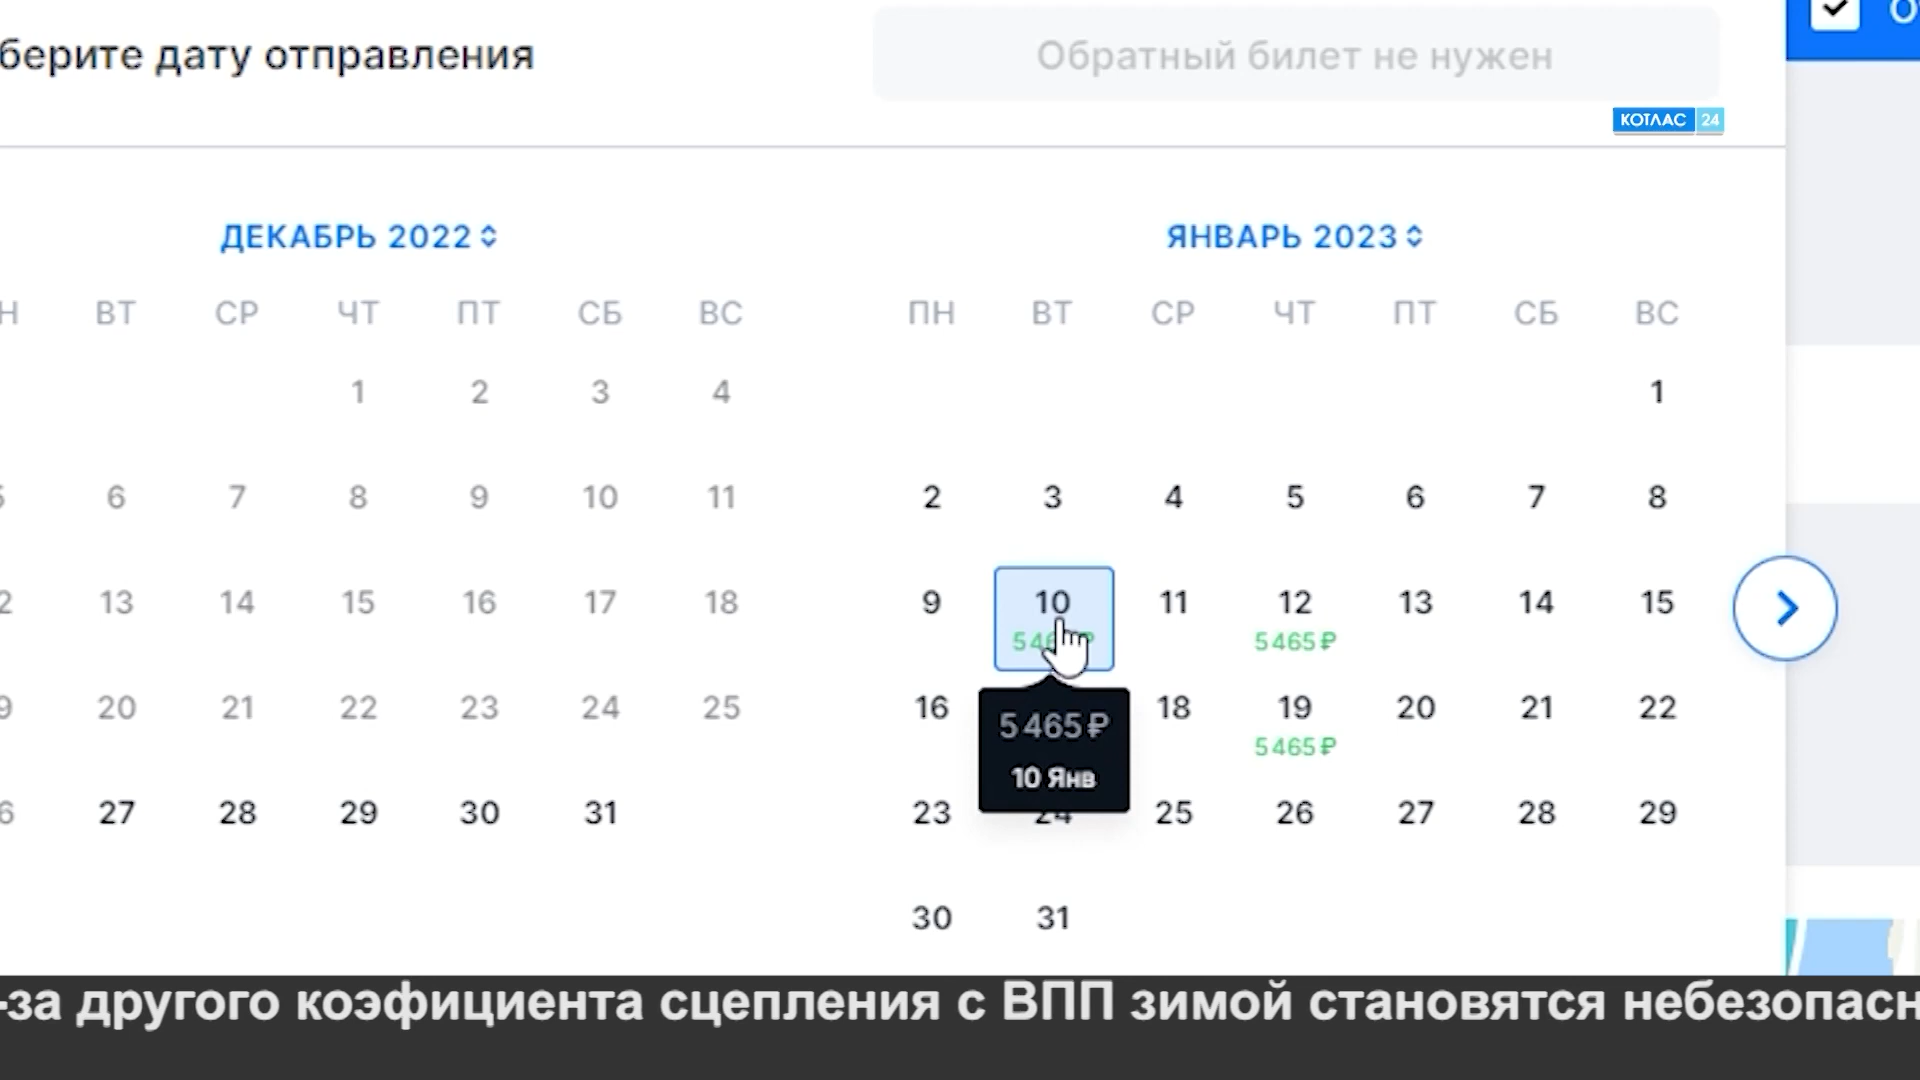 берите дату отправления
Обратный билет не нужен
КОТЛАС 24
ДЕКАБРЬ 2022
ВТ СР ЧТ ПТ СБ ВС
1 2 3 4
6 7 8 9 10 11
13 14 15 16 17 18
20 21 22 23 24 25
27 28 29 30 31
ЯНВАРЬ 2023
ПН ВТ СР ЧТ ПТ СБ ВС
1
2 3 4 5 6 7 8
9 10 11 12 13 14 15
5 465 ₽
16 18 19 20 21 22
5 465 ₽
5 465 ₽
10 Янв
23 24 25 26 27 28 29
30 31
-за другого коэфициента сцепления с ВПП зимой становятся небезопасн